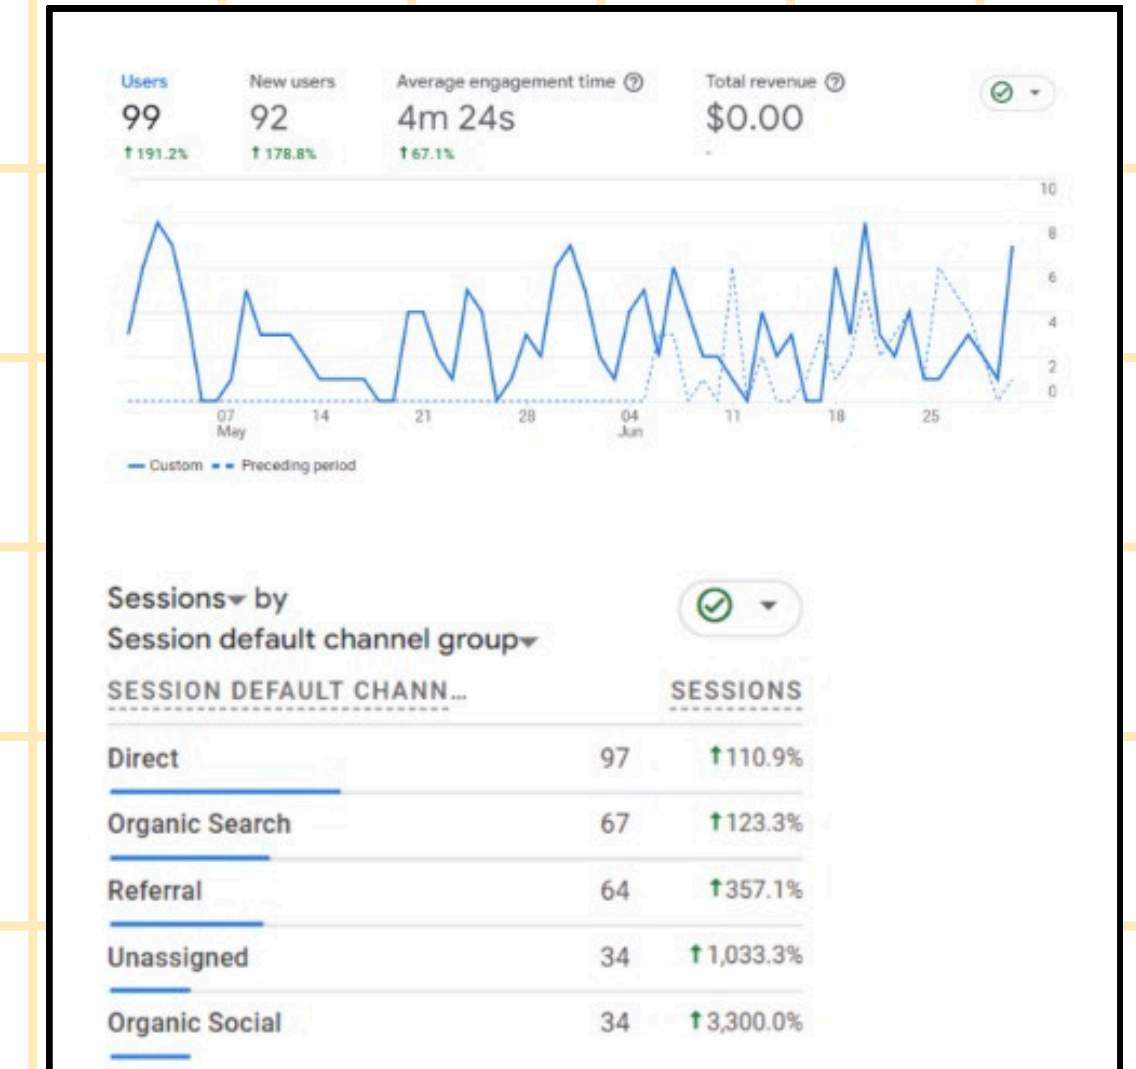 Users New users Average engagement time Total revenue
99 92 4m 24s $0.00
↑ 191.2% ↑ 178.8% ↑ 67.1% -
10
8
6
4
2
0
07 14 21 28 04 11 18 25
May Jun
Custom Preceding period
Sessions by
Session default channel group
SESSION DEFAULT CHANN... SESSIONS
Direct 97 ↑ 110.9%
Organic Search 67 ↑ 123.3%
Referral 64 ↑ 357.1%
Unassigned 34 ↑ 1,033.3%
Organic Social 34 ↑ 3,300.0%